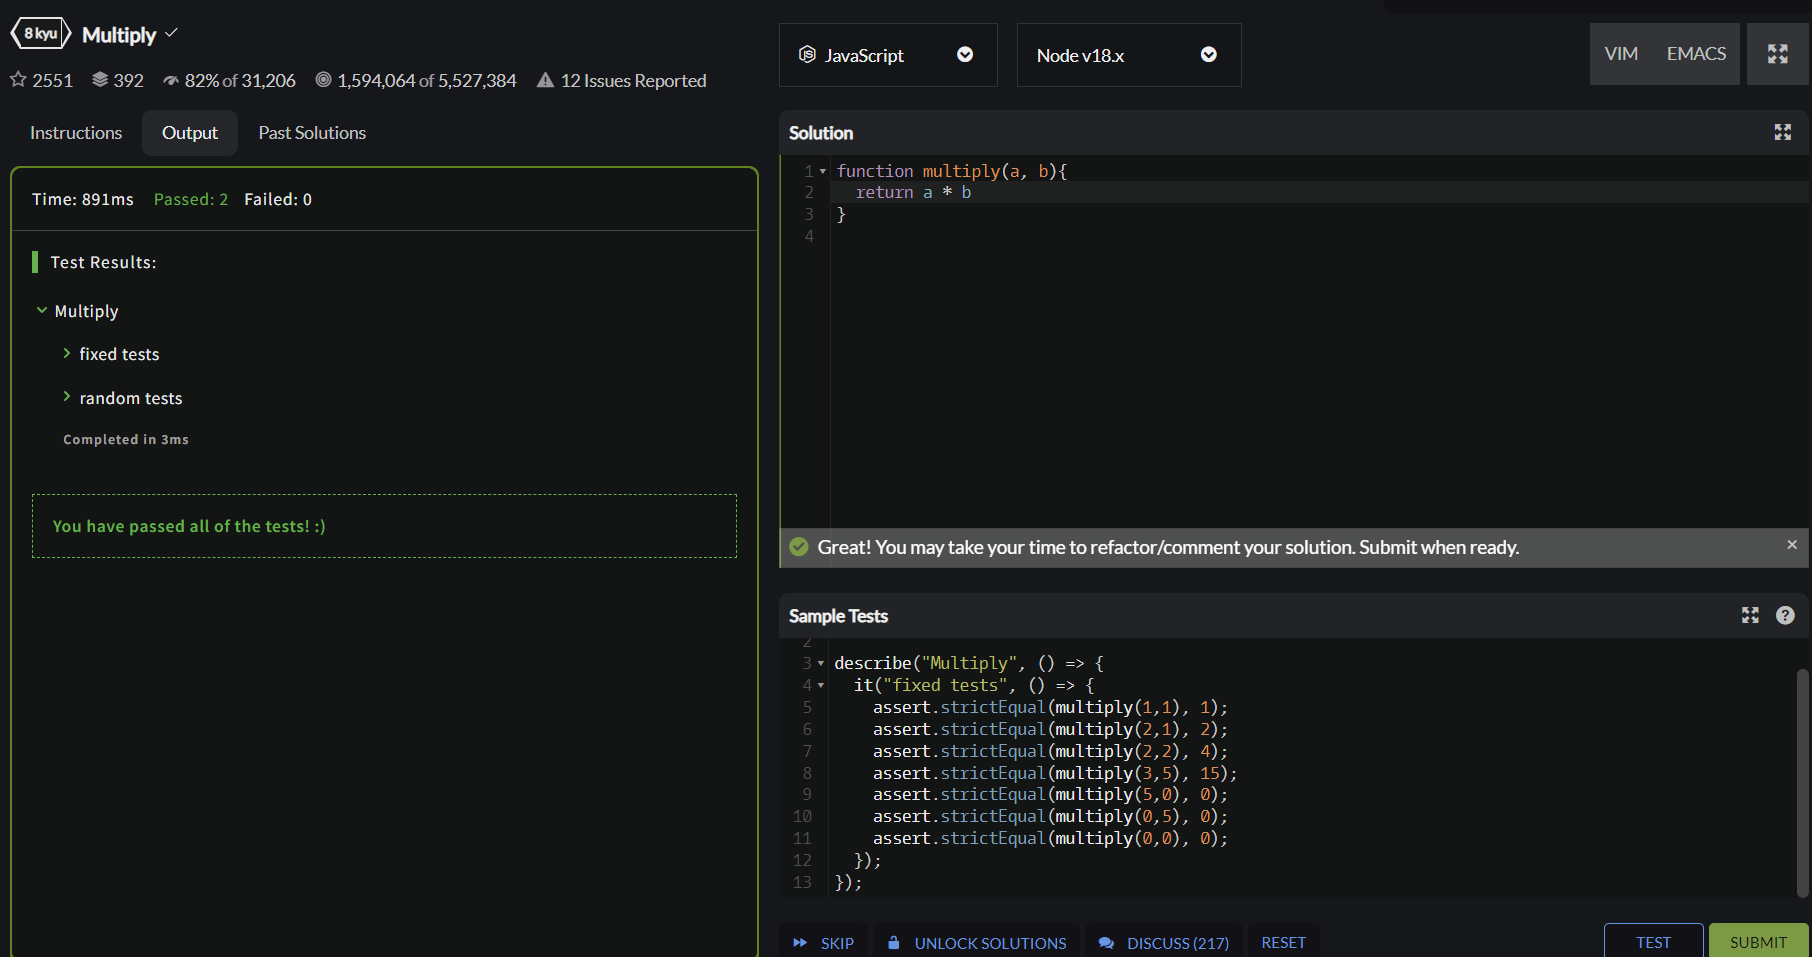 8 kyu Multiply
2551 392 82% of 31,206 1,594,064 of 5,527,384 12 Issues Reported
Instructions Output Past Solutions
Time: 891ms Passed: 2 Failed: 0
Test Results:
Multiply
fixed tests
random tests
Completed in 3ms
You have passed all of the tests! :)
JavaScript Node v18.x VIM EMACS
Solution
1 function multiply(a, b){
2 return a * b
3 }
4
Great! You may take your time to refactor/comment your solution. Submit when ready.
Sample Tests
2
3 describe("Multiply", () => {
4 it("fixed tests", () => {
5 assert.strictEqual(multiply(1,1), 1);
6 assert.strictEqual(multiply(2,1), 2);
7 assert.strictEqual(multiply(2,2), 4);
8 assert.strictEqual(multiply(3,5), 15);
9 assert.strictEqual(multiply(5,0), 0);
10 assert.strictEqual(multiply(0,5), 0);
11 assert.strictEqual(multiply(0,0), 0);
12 });
13 });
SKIP UNLOCK SOLUTIONS DISCUSS (217) RESET TEST SUBMIT